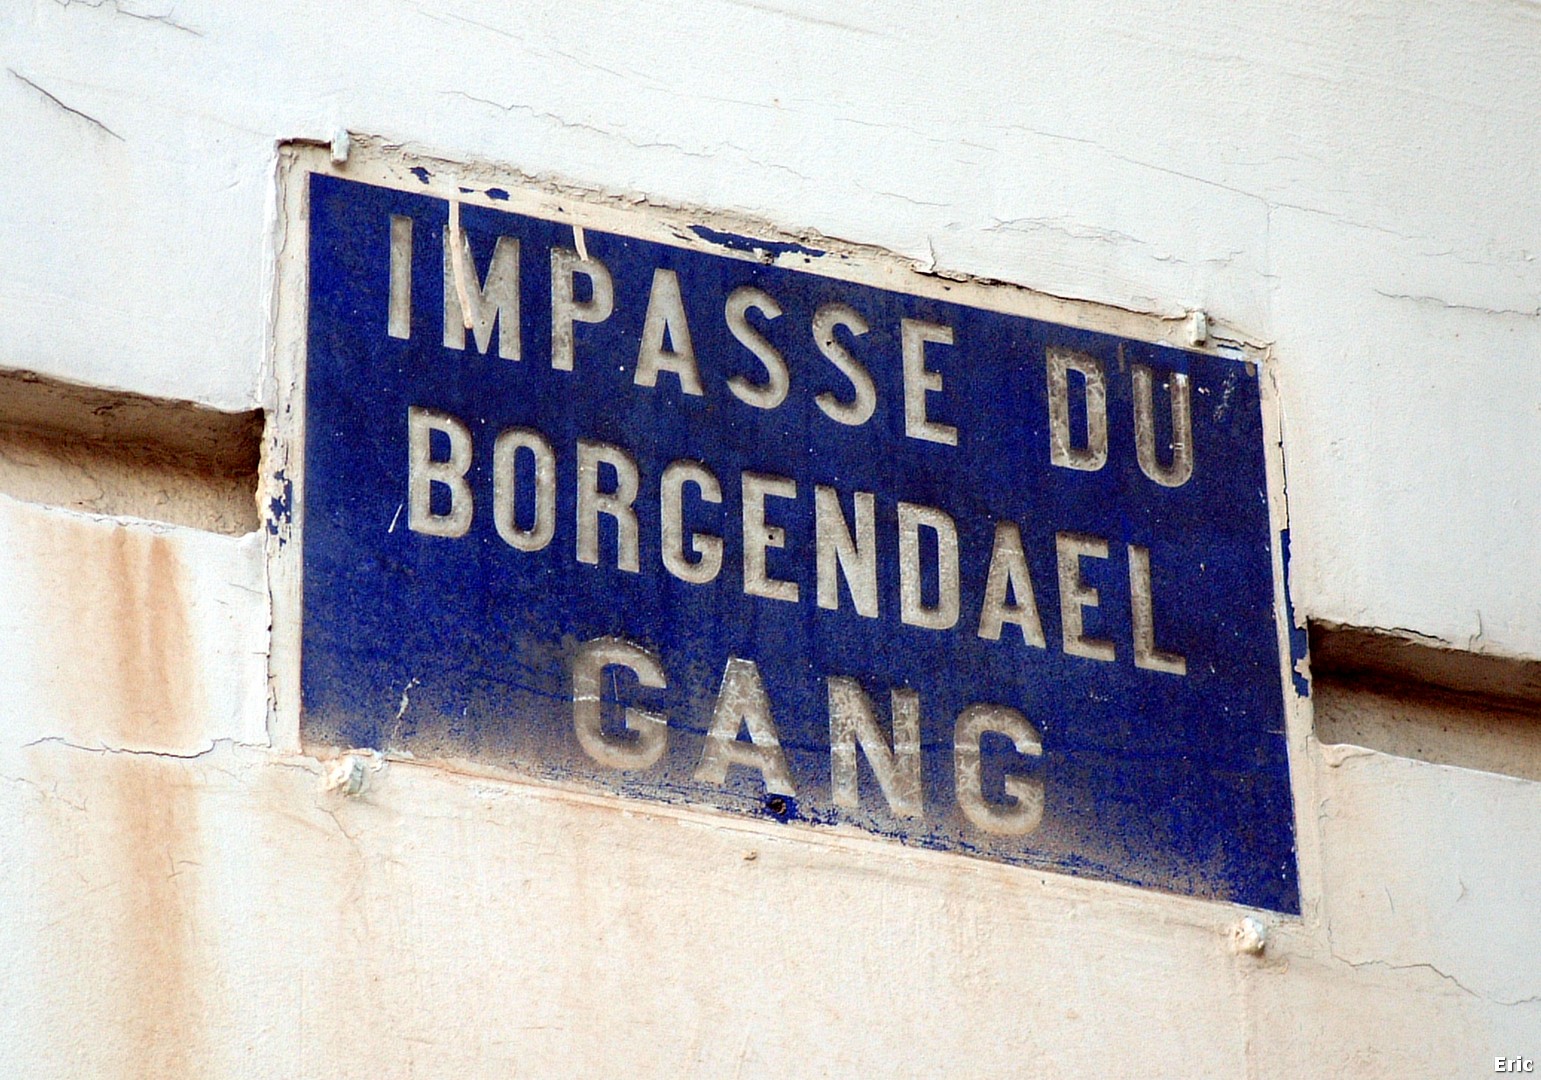 IMPASSE DU
BORGENDAEL
GANG
Eric